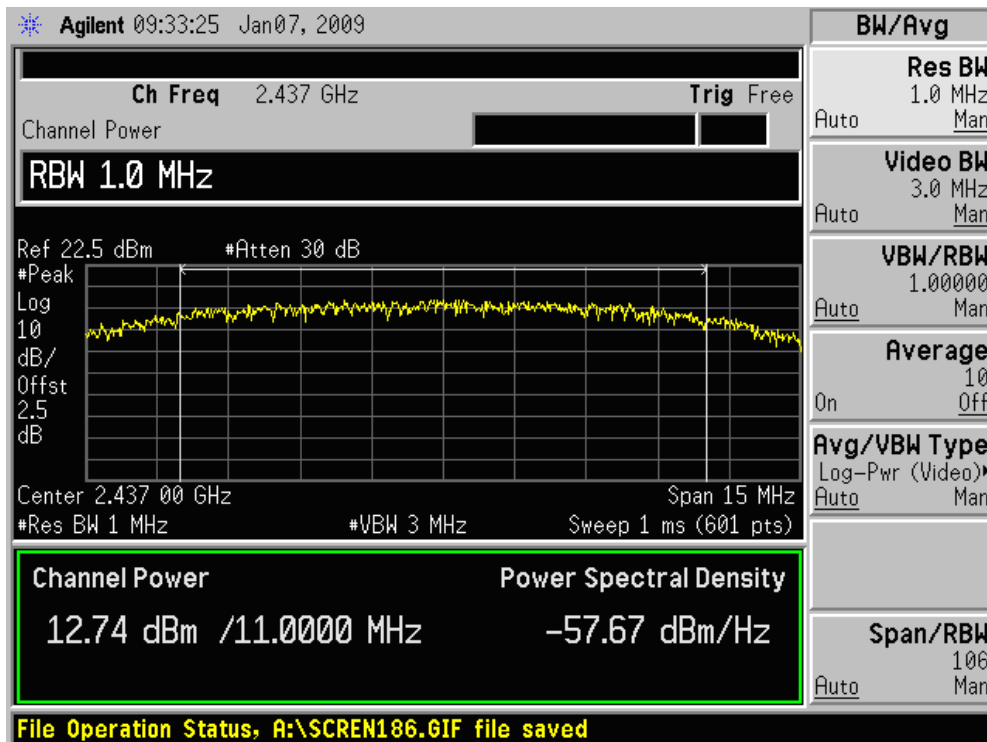 Agilent 09:33:25 Jan07, 2009
Ch Freq 2.437 GHz Trig Free
Channel Power
RBW 1.0 MHz
Ref 22.5 dBm #Atten 30 dB
#Peak
Log
10
dB/
Offst
2.5
dB
Center 2.437 00 GHz Span 15 MHz
#Res BW 1 MHz #VBW 3 MHz Sweep 1 ms (601 pts)
Channel Power Power Spectral Density
12.74 dBm /11.0000 MHz -57.67 dBm/Hz
File Operation Status, A:\SCREN186.GIF file saved
BW/Avg
Res BW
1.0 MHz
Auto Man
Video BW
3.0 MHz
Auto Man
VBW/RBW
1.00000
Auto Man
Average
10
On Off
Avg/VBW Type
Log-Pwr (Video)
Auto Man
Span/RBW
106
Auto Man